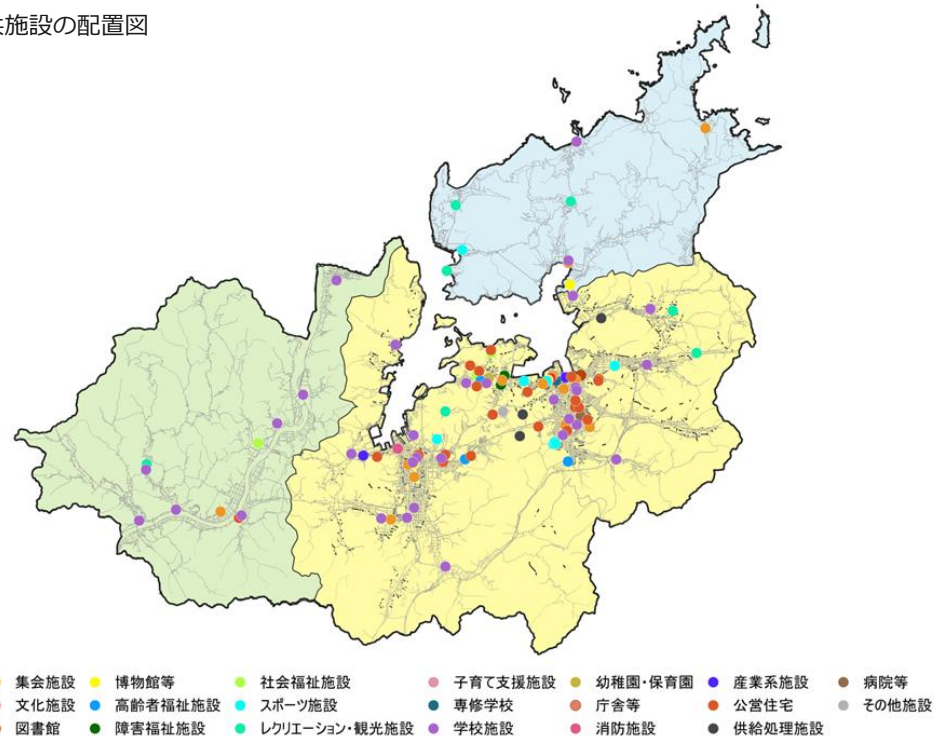 施設の配置図
集会施設 博物館等 社会福祉施設 子育て支援施設 幼稚園・保育園 産業系施設 病院等
文化施設 高齢者福祉施設 スポーツ施設 専修学校 庁舎等 公営住宅 その他施設
図書館 障害福祉施設 レクリエーション・観光施設 学校施設 消防施設 供給処理施設